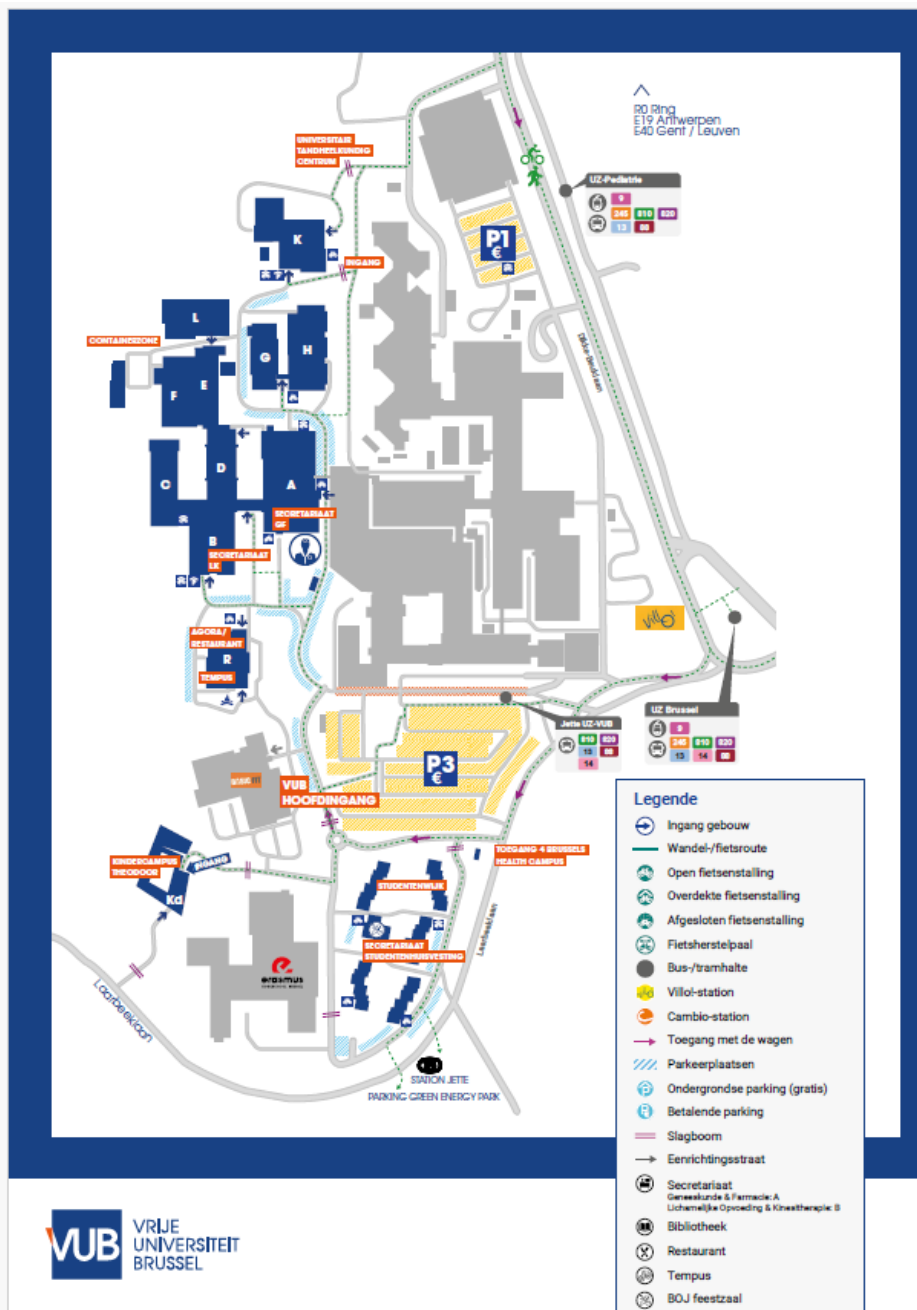 R0 Ring
E19 Antwerpen
E40 Gent / Leuven
UNIVERSITAIR
TANDHEELKUNDIG
CENTRUM
UZ-Pediatrie
9
245 810 820
13 88
K
P1
€
INGANG
L
CONTAINERZONE
G
H
F
E
Dikke-Beuklaan
C
D
A
SECRETARIAAT
GF
B
SECRETARIAAT
LK
AGORA/
RESTAURANT
R
TEMPUS
Villo!
Jette UZ-VUB
810 820
13 88
14
UZ Brussel
9
245 810 820
13 14 88
P3
€
VUB
HOOFDINGANG
TOEGANG 4 BRUSSELS
HEALTH CAMPUS
KINDERCAMPUS
THEODOOR
INGANG
Kd
STUDENTENWIJK
SECRETARIAAT
STUDENTENHUISVESTING
Laarbeeklaan
erasmus
Laarbeeklaan
STATION JETTE
PARKING GREEN ENERGY PARK
Legende
Ingang gebouw
Wandel-/fietsroute
Open fietsenstalling
Overdekte fietsenstalling
Afgesloten fietsenstalling
Fietsherstelpaal
Bus-/tramhalte
Villo!-station
Cambio-station
Toegang met de wagen
Parkeerplaatsen
Ondergrondse parking (gratis)
Betalende parking
Slagboom
Eenrichtingsstraat
Secretariaat
Geneeskunde & Farmacie: A
Lichamelijke Opvoeding & Kinesitherapie: B
Bibliotheek
Restaurant
Tempus
BOJ feestzaal
VUB
VRIJE
UNIVERSITEIT
BRUSSEL